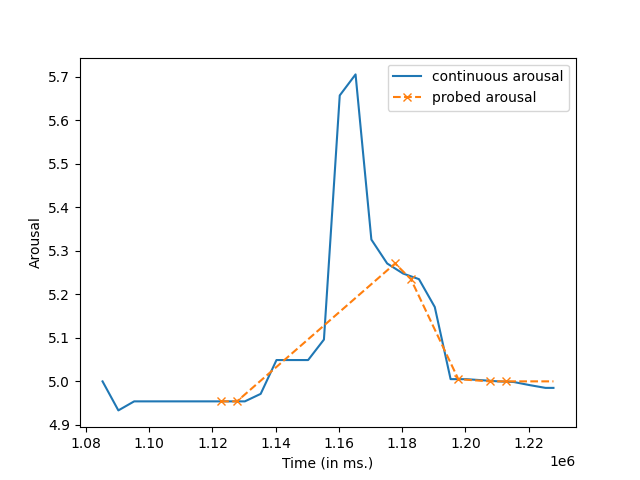 continuous arousal
probed arousal
5.7
5.6
5.5
5.4
5.3
5.2
5.1
5.0
4.9
Arousal
1.08 1.10 1.12 1.14 1.16 1.18 1.20 1.22
Time (in ms.)
1e6